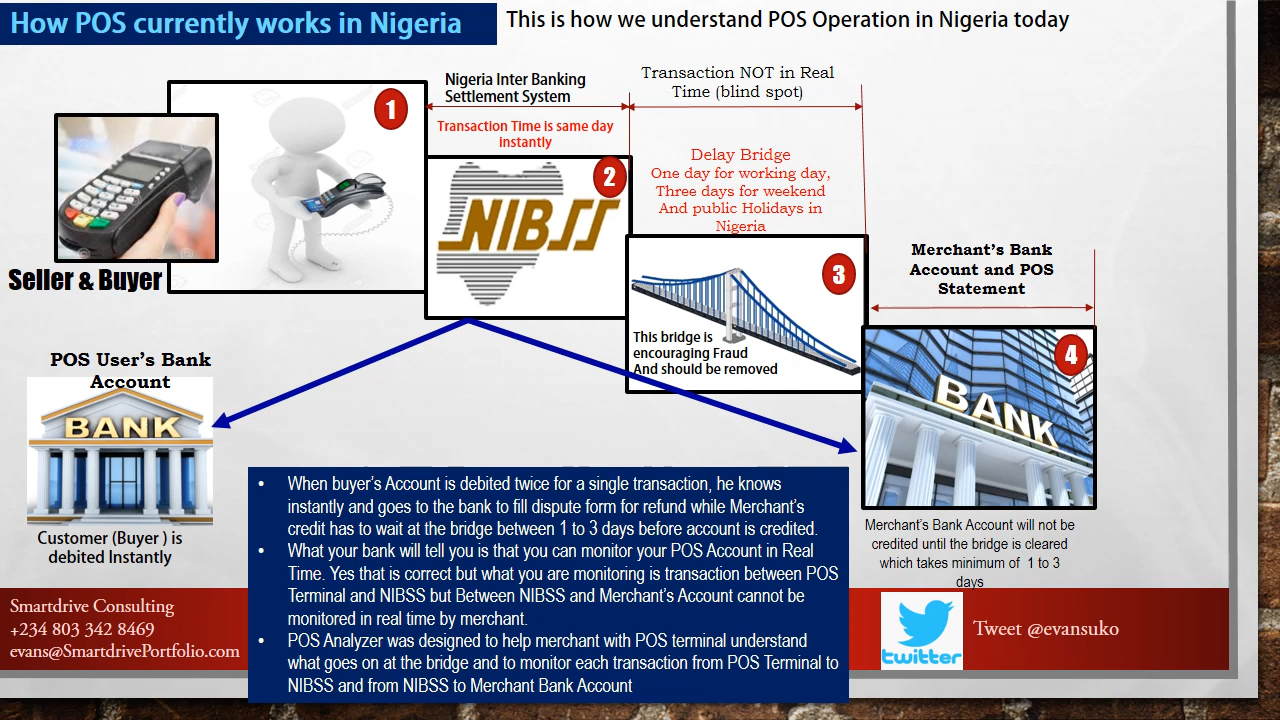 How POS currently works in Nigeria
This is how we understand POS Operation in Nigeria today
1
Seller & Buyer
Nigeria Inter Banking
Settlement System
Transaction Time is same day
instantly
2
NIBSS
Transaction NOT in Real
Time (blind spot)
Delay Bridge
One day for working day,
Three days for weekend
And public Holidays in
Nigeria
3
This bridge is
encouraging Fraud
And should be removed
Merchant's Bank
Account and POS
Statement
4
BANK
Merchant's Bank Account will not be
credited until the bridge is cleared
which takes minimum of 1 to 3
days
POS User's Bank
Account
BANK
Customer (Buyer ) is
debited Instantly
• When buyer's Account is debited twice for a single transaction, he knows
instantly and goes to the bank to fill dispute form for refund while Merchant's
credit has to wait at the bridge between 1 to 3 days before account is credited.
• What your bank will tell you is that you can monitor your POS Account in Real
Time. Yes that is correct but what you are monitoring is transaction between POS
Terminal and NIBSS but Between NIBSS and Merchant's Account cannot be
monitored in real time by merchant.
• POS Analyzer was designed to help merchant with POS terminal understand
what goes on at the bridge and to monitor each transaction from POS Terminal to
NIBSS and from NIBSS to Merchant Bank Account
Smartdrive Consulting
+234 803 342 8469
evans@SmartdrivePortfolio.com
twitter
Tweet @evansuko